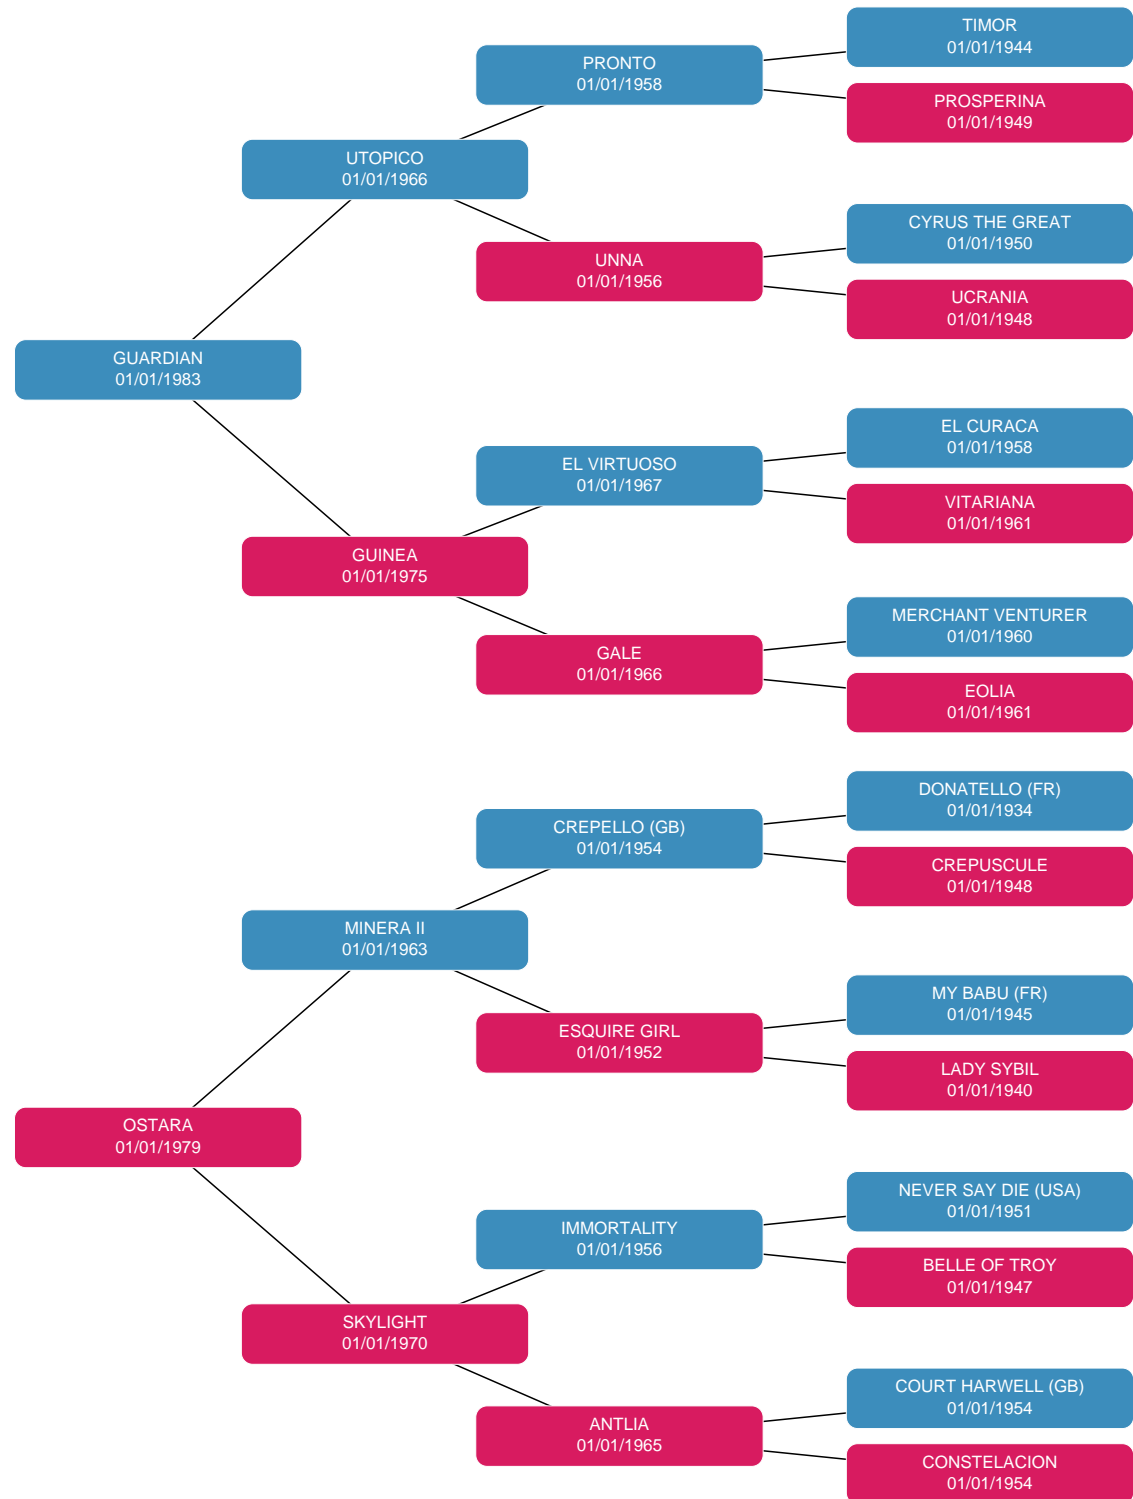 TIMOR
01/01/1944
PRONTO
01/01/1958
PROSPERINA
01/01/1949
UTOPICO
01/01/1966
CYRUS THE GREAT
01/01/1950
UNNA
01/01/1956
UCRANIA
01/01/1948
GUARDIAN
01/01/1983
EL CURACA
01/01/1958
EL VIRTUOSO
01/01/1967
VITARIANA
01/01/1961
GUINEA
01/01/1975
MERCHANT VENTURER
01/01/1960
GALE
01/01/1966
EOLIA
01/01/1961
DONATELLO (FR)
01/01/1934
CREPELLO (GB)
01/01/1954
CREPUSCULE
01/01/1948
MINERA II
01/01/1963
MY BABU (FR)
01/01/1945
ESQUIRE GIRL
01/01/1952
LADY SYBIL
01/01/1940
OSTARA
01/01/1979
NEVER SAY DIE (USA)
01/01/1951
IMMORTALITY
01/01/1956
BELLE OF TROY
01/01/1947
SKYLIGHT
01/01/1970
COURT HARWELL (GB)
01/01/1954
ANTLIA
01/01/1965
CONSTELACION
01/01/1954